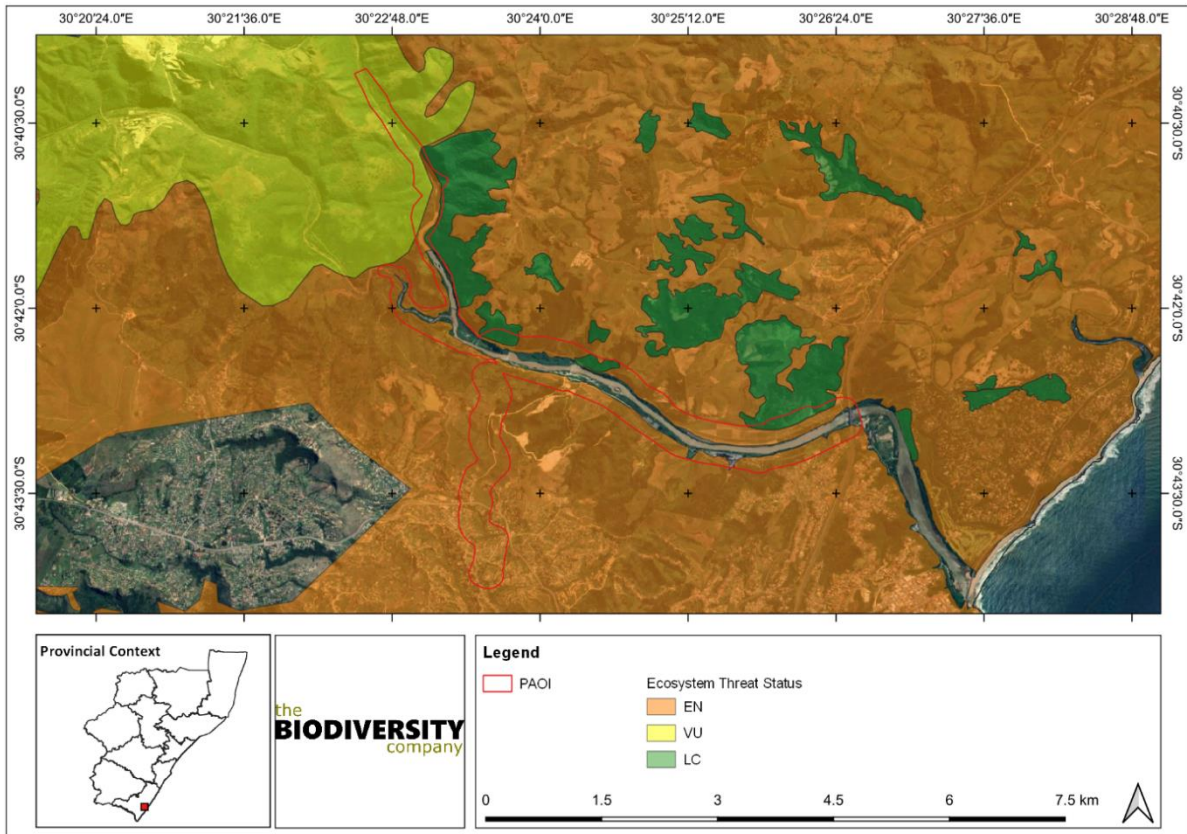 30°20'24.0"E 30°21'36.0"E 30°22'48.0"E 30°24'0.0"E 30°25'12.0"E 30°26'24.0"E 30°27'36.0"E 30°28'48.0"E
30°40'30.0"S 30°40'30.0"S
30°42'0.0"S 30°42'0.0"S
30°43'30.0"S 30°43'30.0"S
Provincial Context
the
BIODIVERSITY
company
Legend
PAOI
Ecosystem Threat Status
EN
VU
LC
0 1.5 3 4.5 6 7.5 km